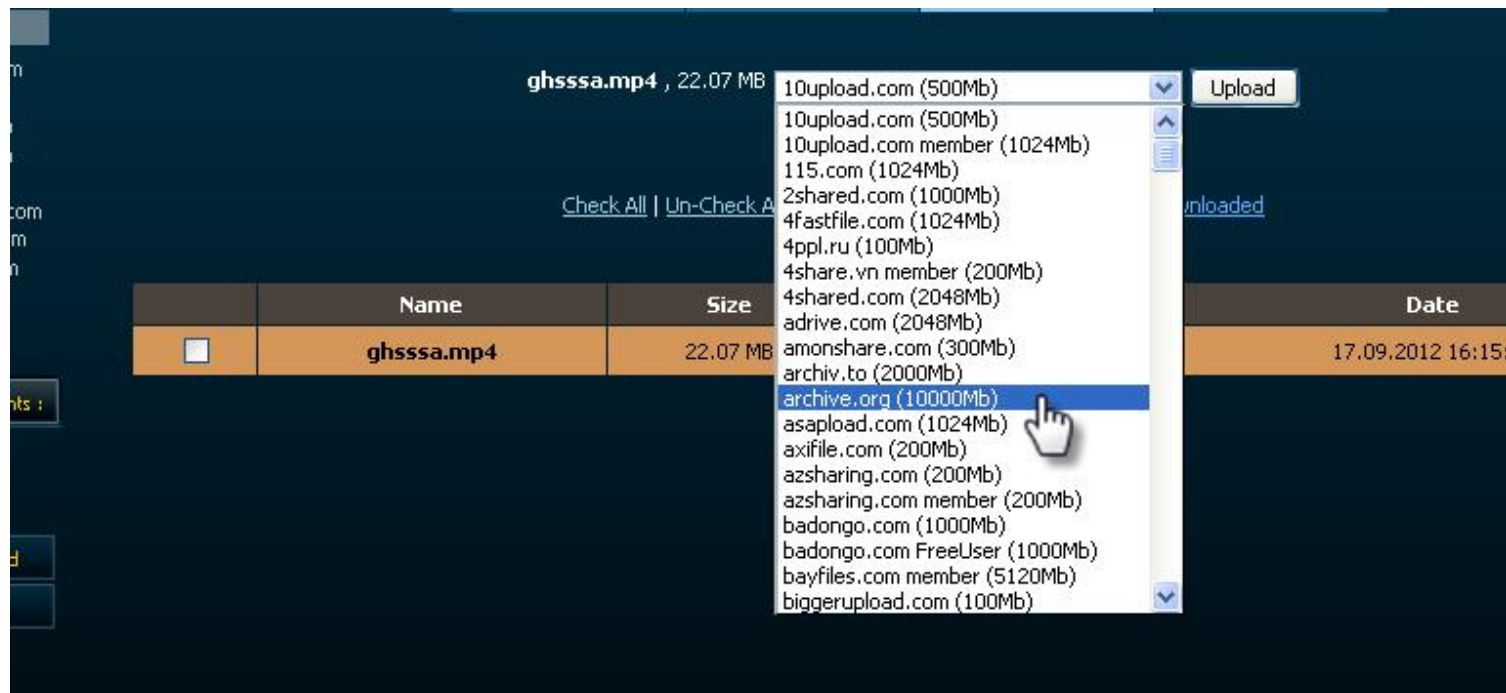 ghsssa.mp4 , 22.07 MB 10upload.com (500Mb) Upload
10upload.com (500Mb)
10upload.com member (1024Mb)
115.com (1024Mb)
2shared.com (1000Mb)
4fastfile.com (1024Mb)
4ppl.ru (100Mb)
4share.vn member (200Mb)
4shared.com (2048Mb)
adrive.com (2048Mb)
amonshare.com (300Mb)
archiv.to (2000Mb)
archive.org (10000Mb)
asapload.com (1024Mb)
axifile.com (200Mb)
azsharing.com (200Mb)
azsharing.com member (200Mb)
badongo.com (1000Mb)
badongo.com FreeUser (1000Mb)
bayfiles.com member (5120Mb)
biggerupload.com (100Mb)
Check All | Un-Check A nloaded
Name Size Date
ghsssa.mp4 22.07 MB 17.09.2012 16:15:
com
m
nts :